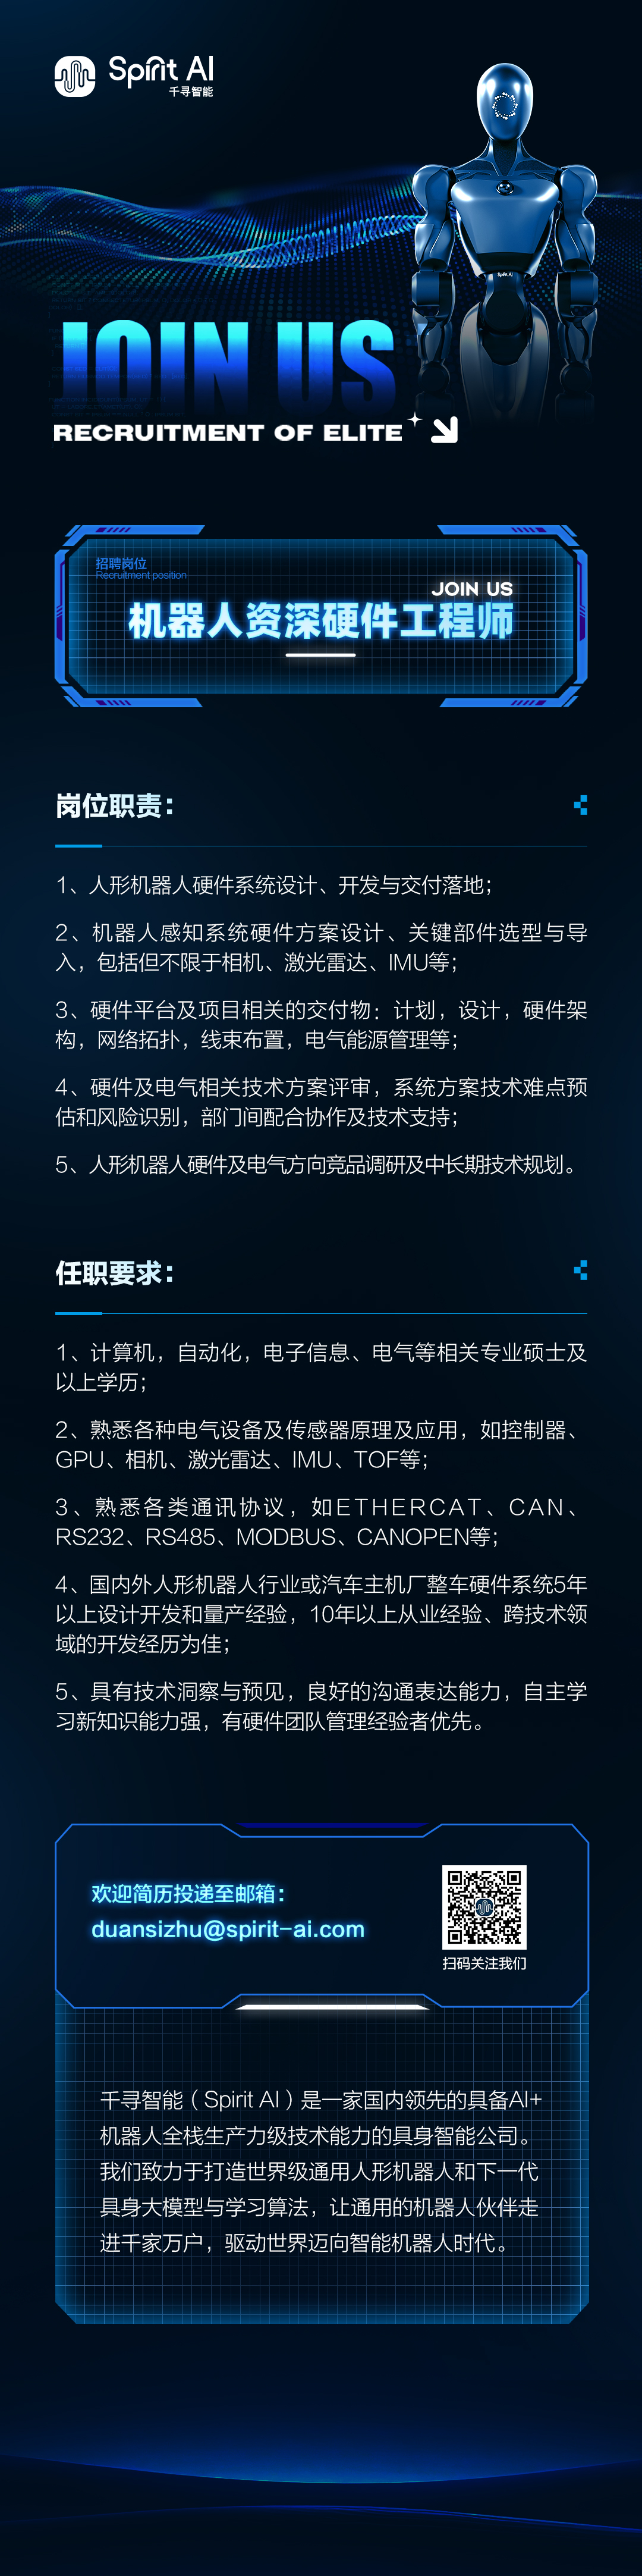 Spirit AI
千寻智能
Spirit AI
JOIN US
RECRUITMENT OF ELITE
招聘岗位
Recruitment position
JOIN US
机器人资深硬件工程师
岗位职责：
1、人形机器人硬件系统设计、开发与交付落地；
2、机器人感知系统硬件方案设计、关键部件选型与导
入，包括但不限于相机、激光雷达、IMU等；
3、硬件平台及项目相关的交付物：计划，设计，硬件架
构，网络拓扑，线束布置，电气能源管理等；
4、硬件及电气相关技术方案评审，系统方案技术难点预
估和风险识别，部门间配合协作及技术支持；
5、人形机器人硬件及电气方向竞品调研及中长期技术规划。
任职要求：
1、计算机，自动化，电子信息、电气等相关专业硕士及
以上学历；
2、熟悉各种电气设备及传感器原理及应用，如控制器、
GPU、相机、激光雷达、IMU、TOF等；
3、熟悉各类通讯协议，如ETHERCAT、CAN、
RS232、RS485、MODBUS、CANOPEN等；
4、国内外人形机器人行业或汽车主机厂整车硬件系统5年
以上设计开发和量产经验，10年以上从业经验、跨技术领
域的开发经历为佳；
5、具有技术洞察与预见，良好的沟通表达能力，自主学
习新知识能力强，有硬件团队管理经验者优先。
欢迎简历投递至邮箱：
duansizhu@spirit-ai.com
扫码关注我们
千寻智能（Spirit AI）是一家国内领先的具备AI+
机器人全栈生产力级技术能力的具身智能公司。
我们致力于打造世界级通用人形机器人和下一代
具身大模型与学习算法，让通用的机器人伙伴走
进千家万户，驱动世界迈向智能机器人时代。